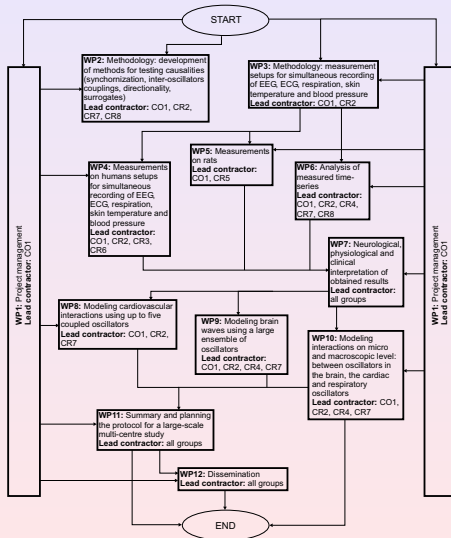 START
WP2: Methodology: development
of methods for testing causalities
(synchornization, inter-oscillators
couplings, directionality,
surrogates)
Lead contractor: CO1, CR2,
CR7, CR8
WP3: Methodology: measurement
setups for simultaneous recording
of EEG, ECG, respiration, skin
temperature and blood pressure
Lead contractor: CO1, CR2
WP1: Project management
Lead contractor: CO1
WP4: Measurements
on humans setups
for simultaneous
recording of EEG,
ECG, respiration,
skin temperature and
blood pressure
Lead contractor:
CO1, CR2, CR3,
CR6
WP5: Measurements
on rats
Lead contractor:
CO1, CR5
WP6: Analysis of
measured time-
series
Lead contractor:
CO1, CR2, CR4,
CR7, CR8
WP1: Project management
Lead contractor: CO1
WP7: Neurological,
physiological and
clinical
interpretation of
obtained results
Lead contractor:
all groups
WP8: Modeling cardiovascular
interactions using up to five
coupled oscillators
Lead contractor: CO1, CR2,
CR7
WP9: Modeling brain
waves using a large
ensemble of
oscillators
Lead contractor:
CO1, CR2, CR4, CR7
WP10: Modeling
interactions on micro
and macroscopic level:
between oscillators in
the brain, the cardiac
and respiratory
oscillators
Lead contractor: CO1,
CR2, CR4, CR7
WP11: Summary and planning
the protocol for a large-scale
multi-centre study
Lead contractor: all groups
WP12: Dissemination
Lead contractor: all groups
END